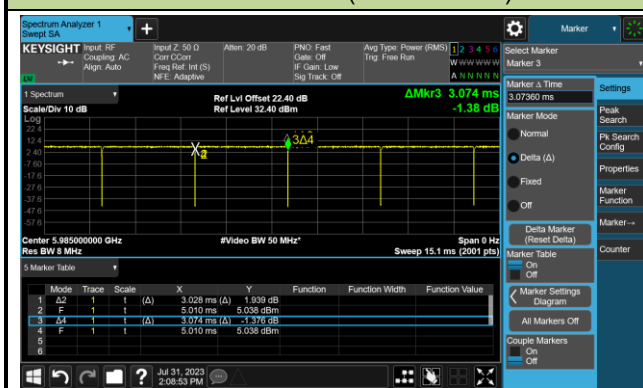 Spectrum Analyzer 1
Swept SA
Marker
KEYSIGHT Input: RF Input Z: 50 Ω Atten: 20 dB PNO: Fast Avg Type: Power (RMS) 1 2 3 4 5 6
Coupling: AC Corr CCorr Gate: Off Trig: Free Run W W W W W W
Align: Auto Freq Ref: Int (S) IF Gain: Low
NFE: Adaptive Sig Track: Off A N N N N N
Select Marker
Marker 3
1 Spectrum
Ref Lvl Offset 22.40 dB
ΔMkr3 3.074 ms
Scale/Div 10 dB Ref Level 32.40 dBm -1.38 dB
Log
22.4
12.4
2.40
-7.60
-17.6
-27.6
-37.6
-47.6
-57.6
3Δ4
Center 5.985000000 GHz #Video BW 50 MHz* Span 0 Hz
Res BW 8 MHz Sweep 15.1 ms (2001 pts)
5 Marker Table
Mode Trace Scale X Y Function Function Width Function Value
1 Δ2 1 t (Δ) 3.028 ms (Δ) 1.939 dB
2 F 1 t 5.010 ms 5.038 dBm
3 Δ4 1 t (Δ) 3.074 ms (Δ) -1.376 dB
4 F 1 t 5.010 ms 5.038 dBm
5
6
Marker Δ Time
3.07360 ms
Marker Mode
Normal
Delta (Δ)
Fixed
Off
Delta Marker
(Reset Delta)
Marker Table
On
Off
Marker Settings
Diagram
All Markers Off
Couple Markers
On
Off
Settings
Peak
Search
Pk Search
Config
Properties
Marker
Function
Marker→
Counter
Jul 31, 2023
2:08:53 PM